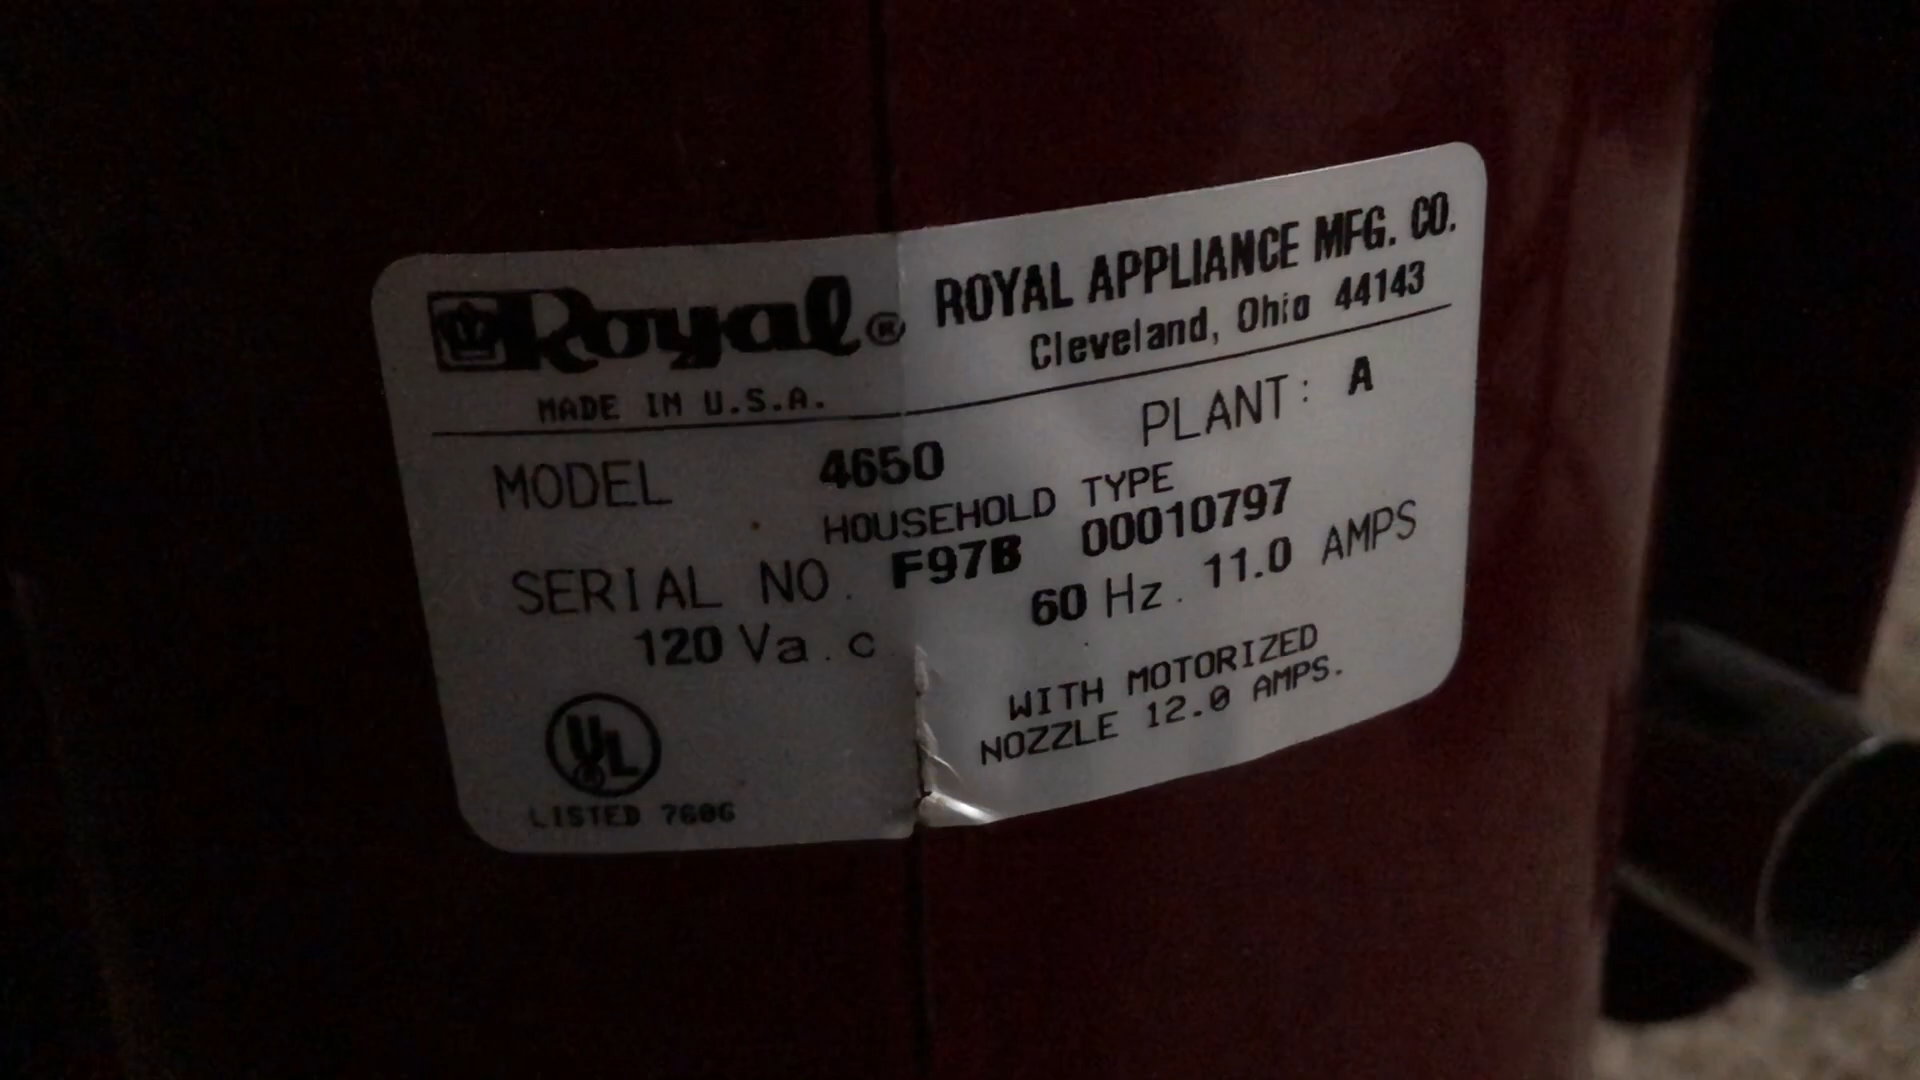 Royal®
MADE IN U.S.A.
ROYAL APPLIANCE MFG. CO.
Cleveland, Ohio 44143
MODEL 4650 PLANT: A
HOUSEHOLD TYPE
SERIAL NO. F97B 00010797
120 Va.c 60 Hz. 11.0 AMPS
WITH MOTORIZED
NOZZLE 12.0 AMPS.
UL®
LISTED 760G